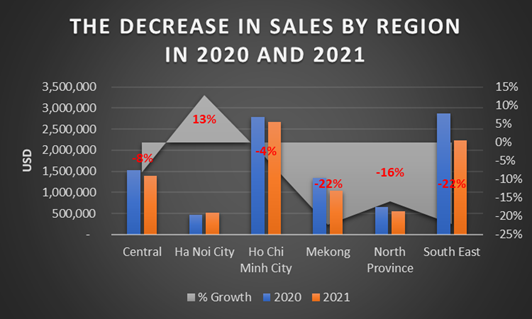 THE DECREASE IN SALES BY REGION
IN 2020 AND 2021
3,500,000
3,000,000
2,500,000
2,000,000
1,500,000
1,000,000
500,000
-
USD
15%
10%
5%
0%
-5%
-10%
-15%
-20%
-25%
-8%
13%
-4%
-22%
-16%
-22%
Central
Ha Noi City
Ho Chi
Minh City
Mekong
North
Province
South East
% Growth 2020 2021